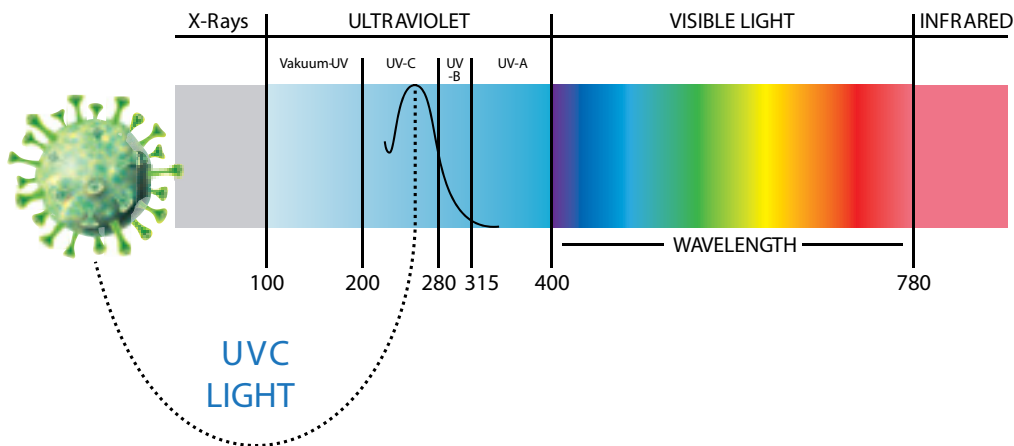 X-Rays
ULTRAVIOLET
VISIBLE LIGHT
INFRARED
Vakuum-UV
UV-C
UV
-B
UV-A
WAVELENGTH
100
200
280
315
400
780
UVC
LIGHT